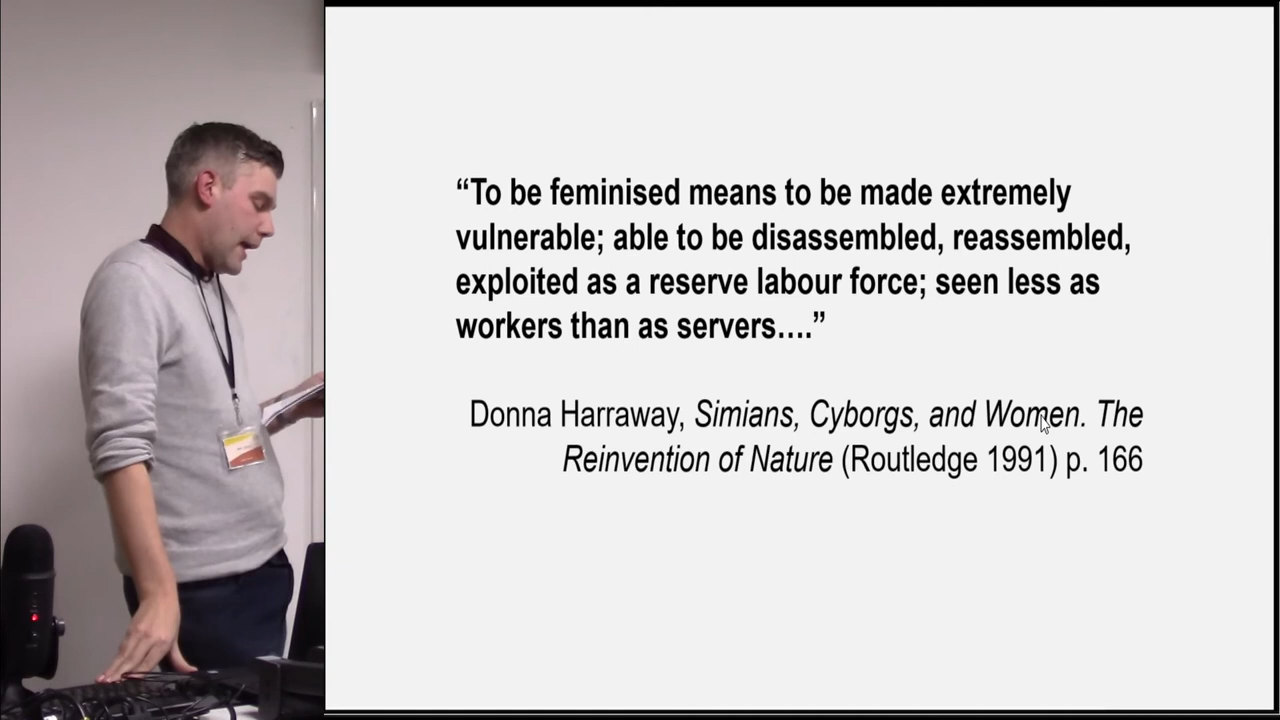 “To be feminised means to be made extremely
vulnerable; able to be disassembled, reassembled,
exploited as a reserve labour force; seen less as
workers than as servers….”
Donna Harraway, Simians, Cyborgs, and Women. The
Reinvention of Nature (Routledge 1991) p. 166